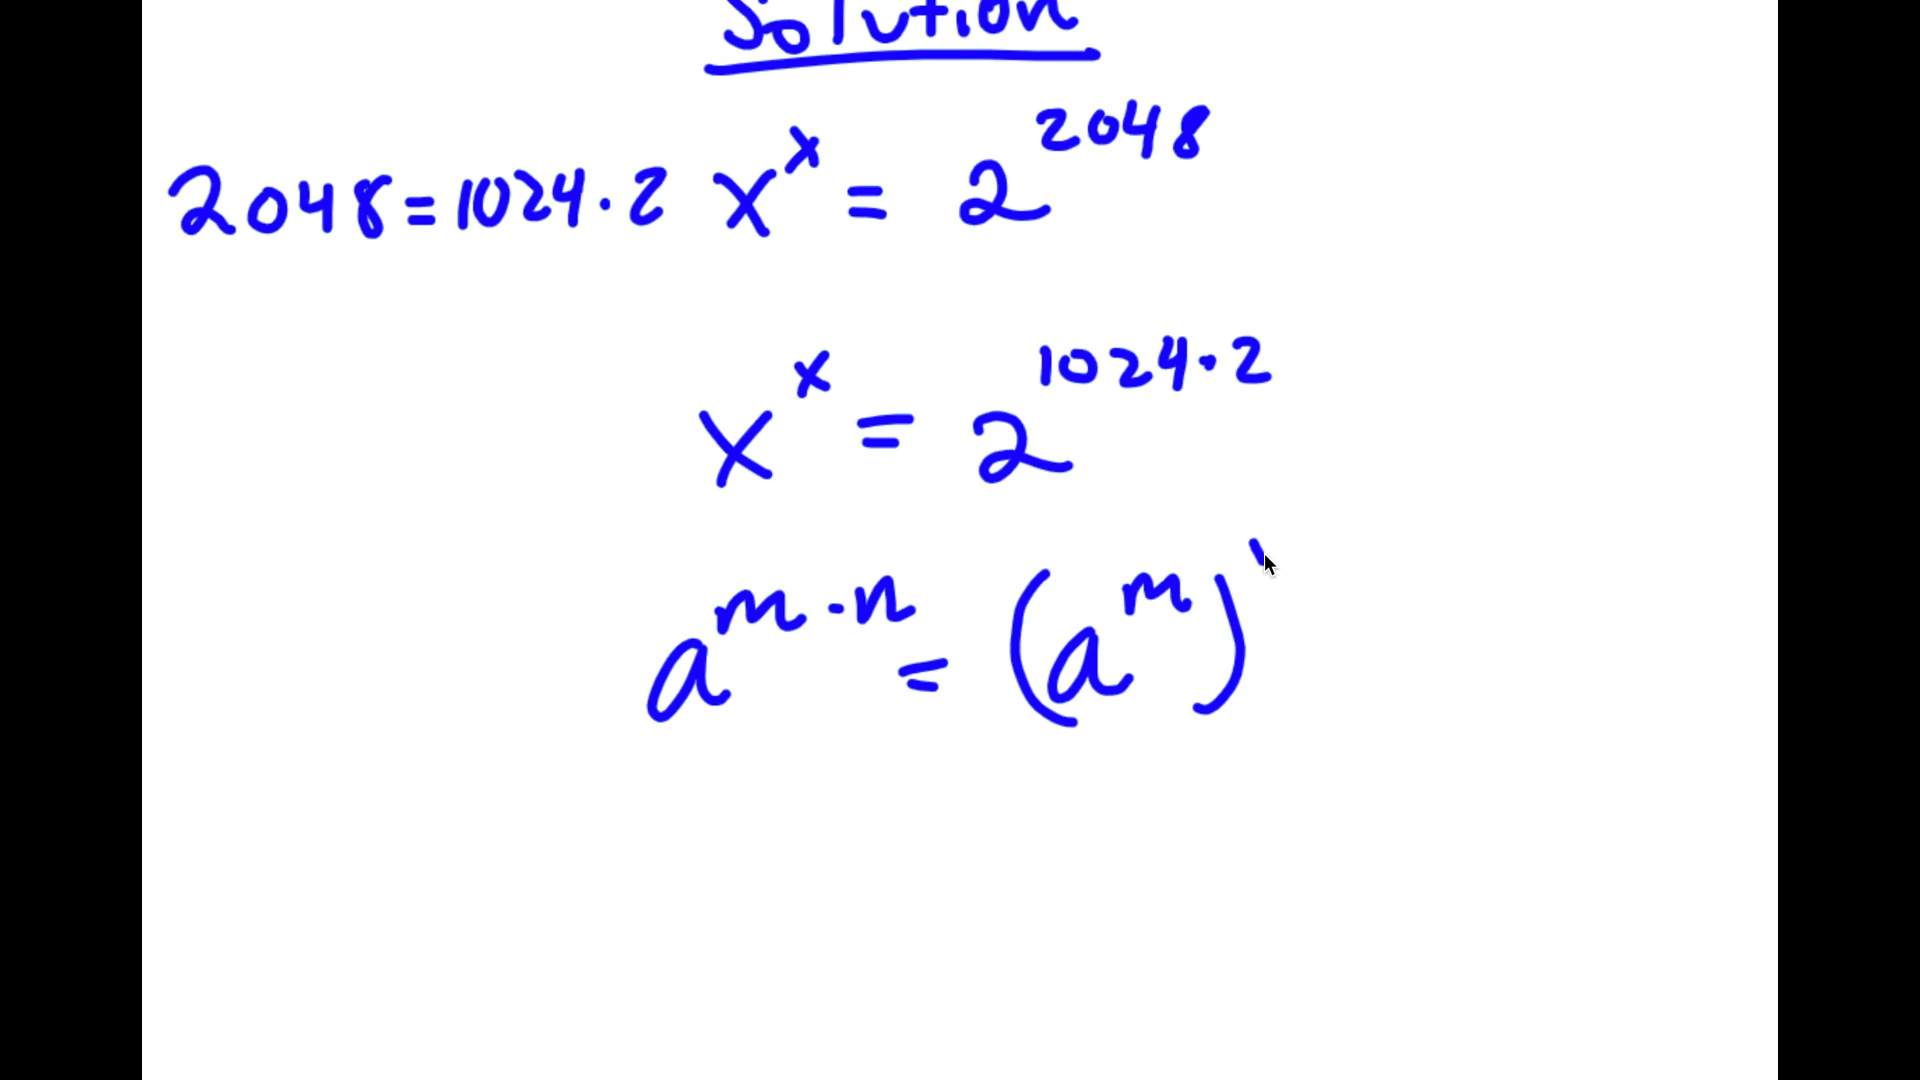 Solution
2048=1024·2 x^x = 2^2048
x^x = 2^1024·2
a^m·n = (a^m)